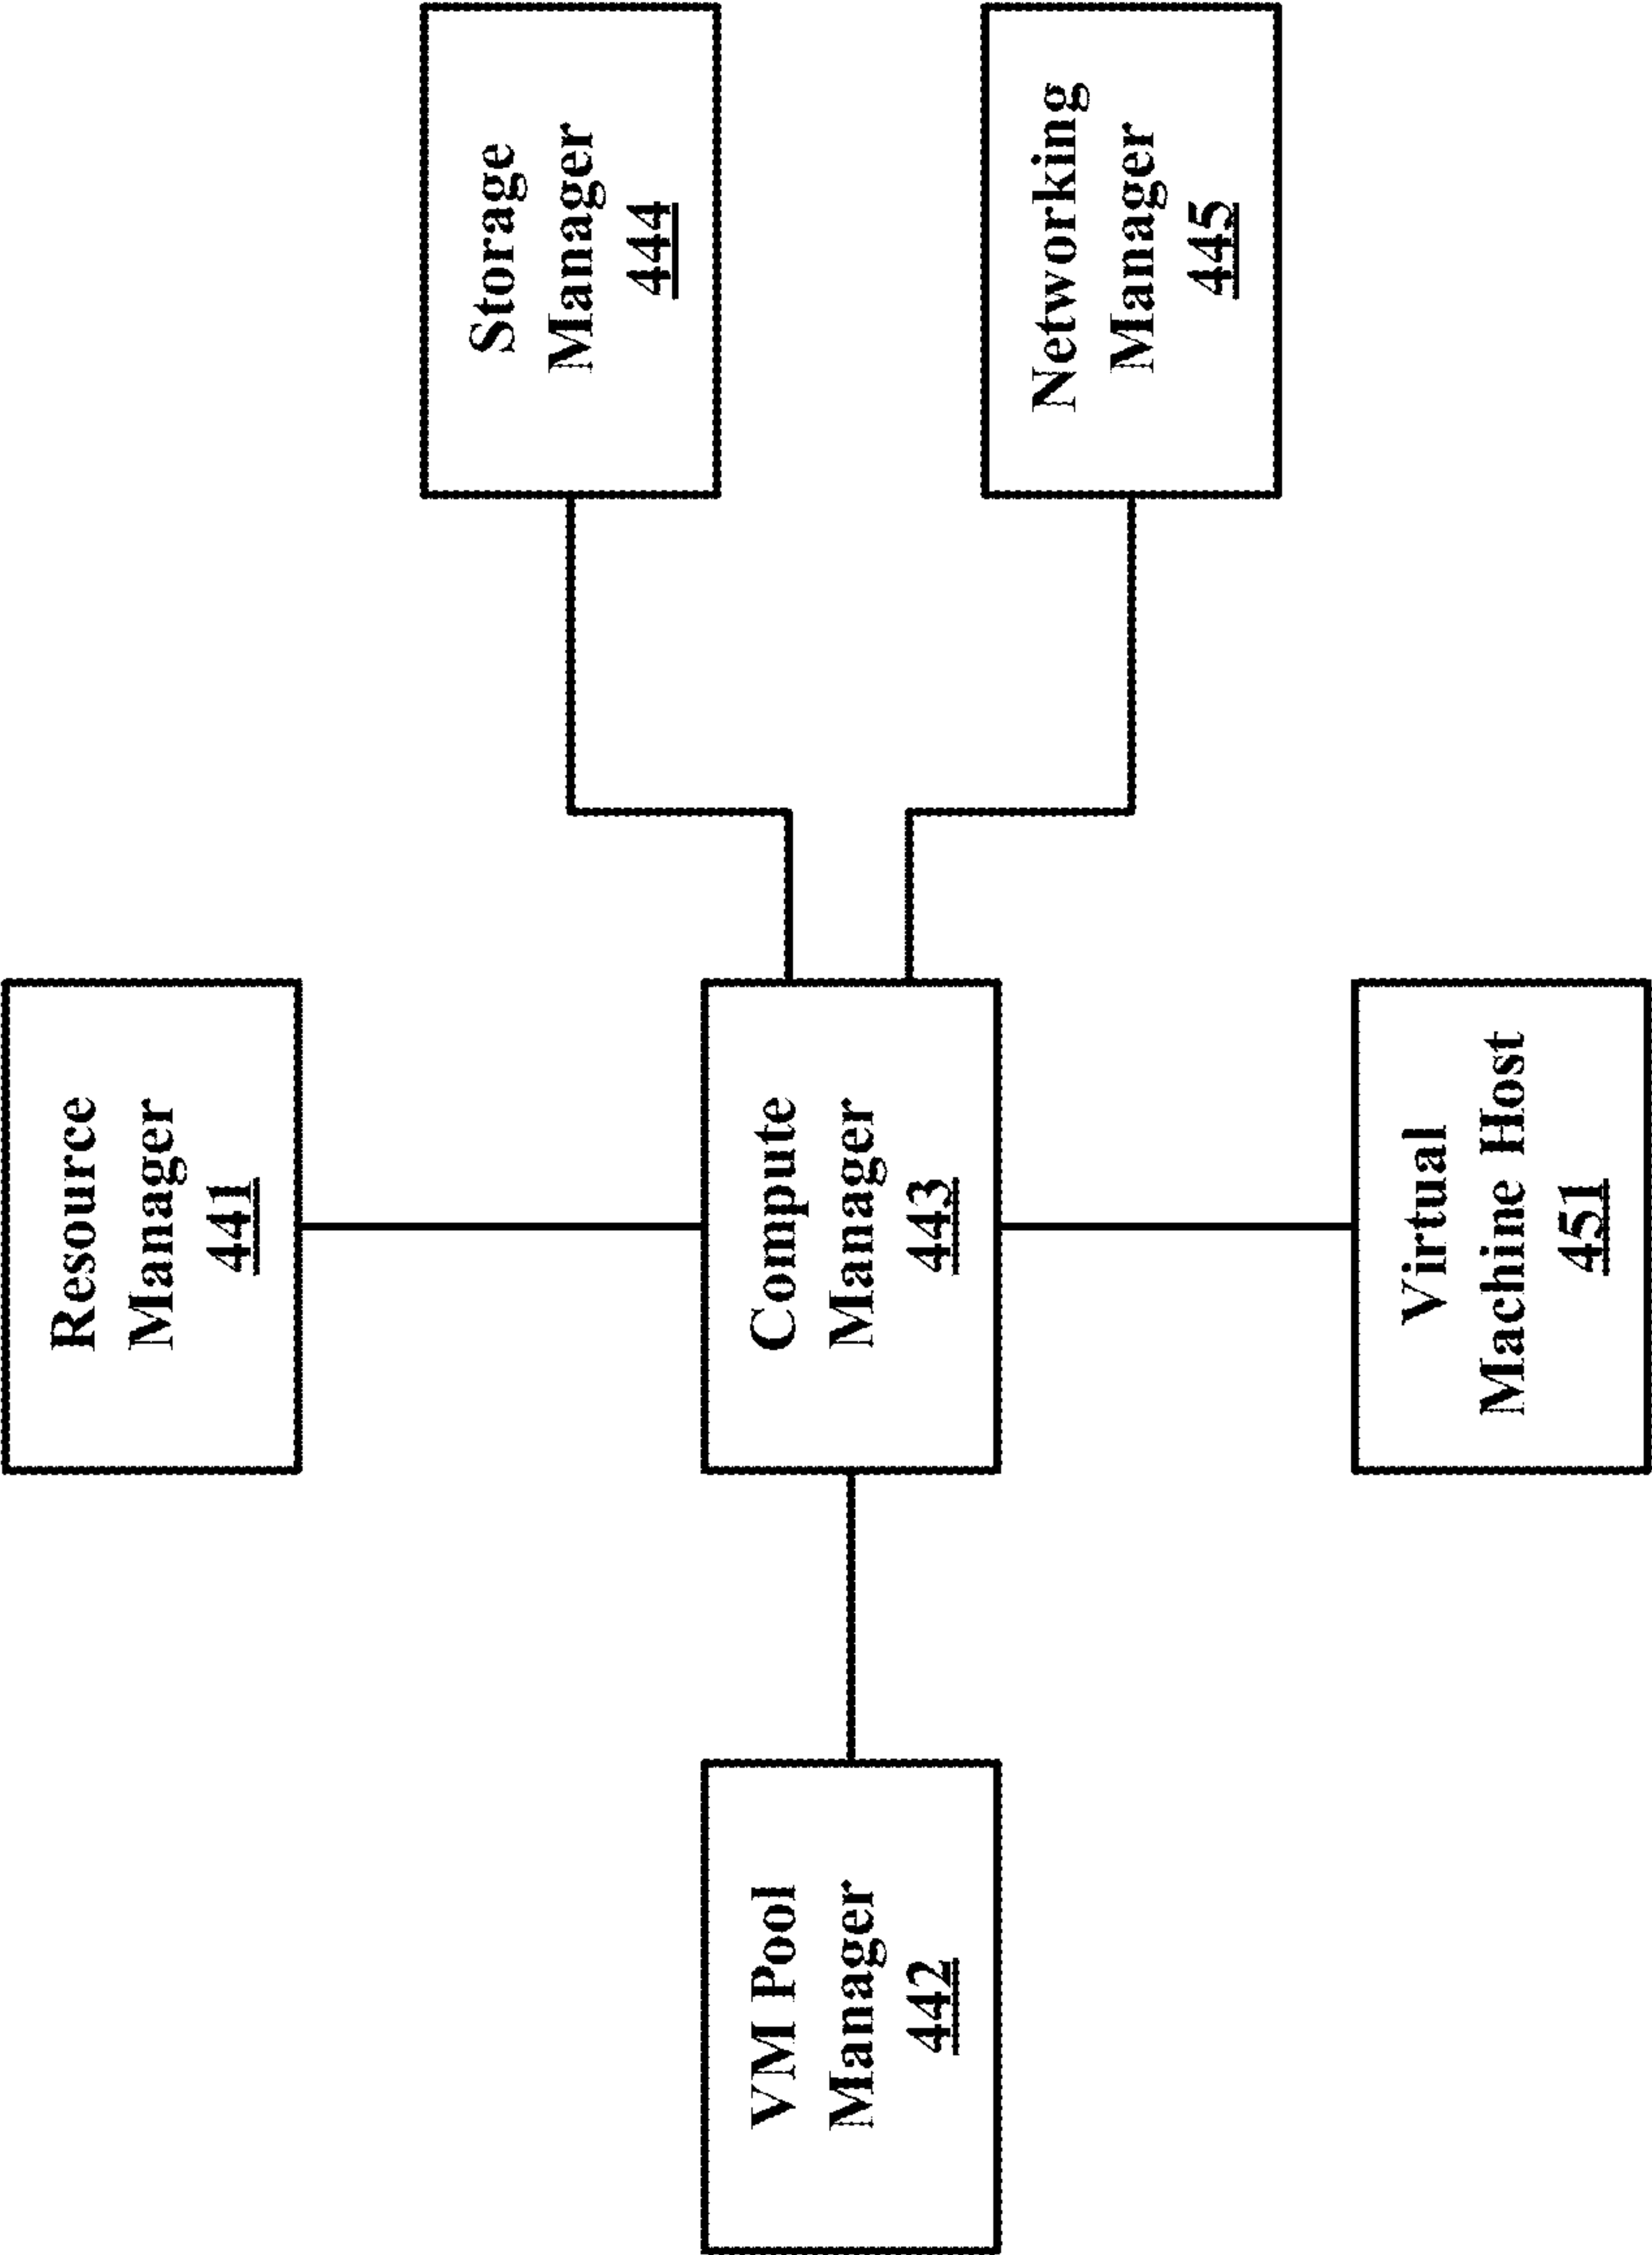 Resource
Manager
441
VM Pool
Manager
442
Compute
Manager
443
Storage
Manager
444
Networking
Manager
445
Virtual
Machine Host
451